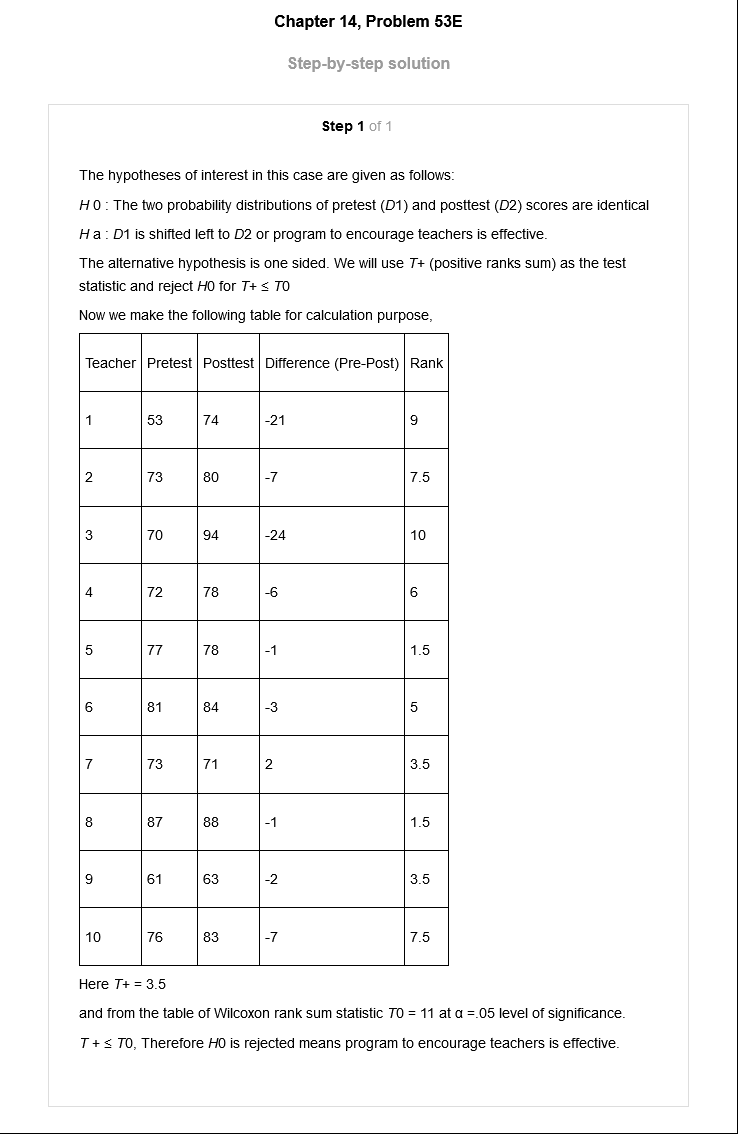 Chapter 14, Problem 53E
Step-by-step solution
Step 1 of 1
The hypotheses of interest in this case are given as follows:
H 0 : The two probability distributions of pretest (D1) and posttest (D2) scores are identical
H a : D1 is shifted left to D2 or program to encourage teachers is effective.
The alternative hypothesis is one sided. We will use T+ (positive ranks sum) as the test
statistic and reject H0 for T+ ≤ T0
Now we make the following table for calculation purpose,
Teacher Pretest Posttest Difference (Pre-Post) Rank
1 53 74 -21 9
2 73 80 -7 7.5
3 70 94 -24 10
4 72 78 -6 6
5 77 78 -1 1.5
6 81 84 -3 5
7 73 71 2 3.5
8 87 88 -1 1.5
9 61 63 -2 3.5
10 76 83 -7 7.5
Here T+ = 3.5
and from the table of Wilcoxon rank sum statistic T0 = 11 at α =.05 level of significance.
T + ≤ T0, Therefore H0 is rejected means program to encourage teachers is effective.